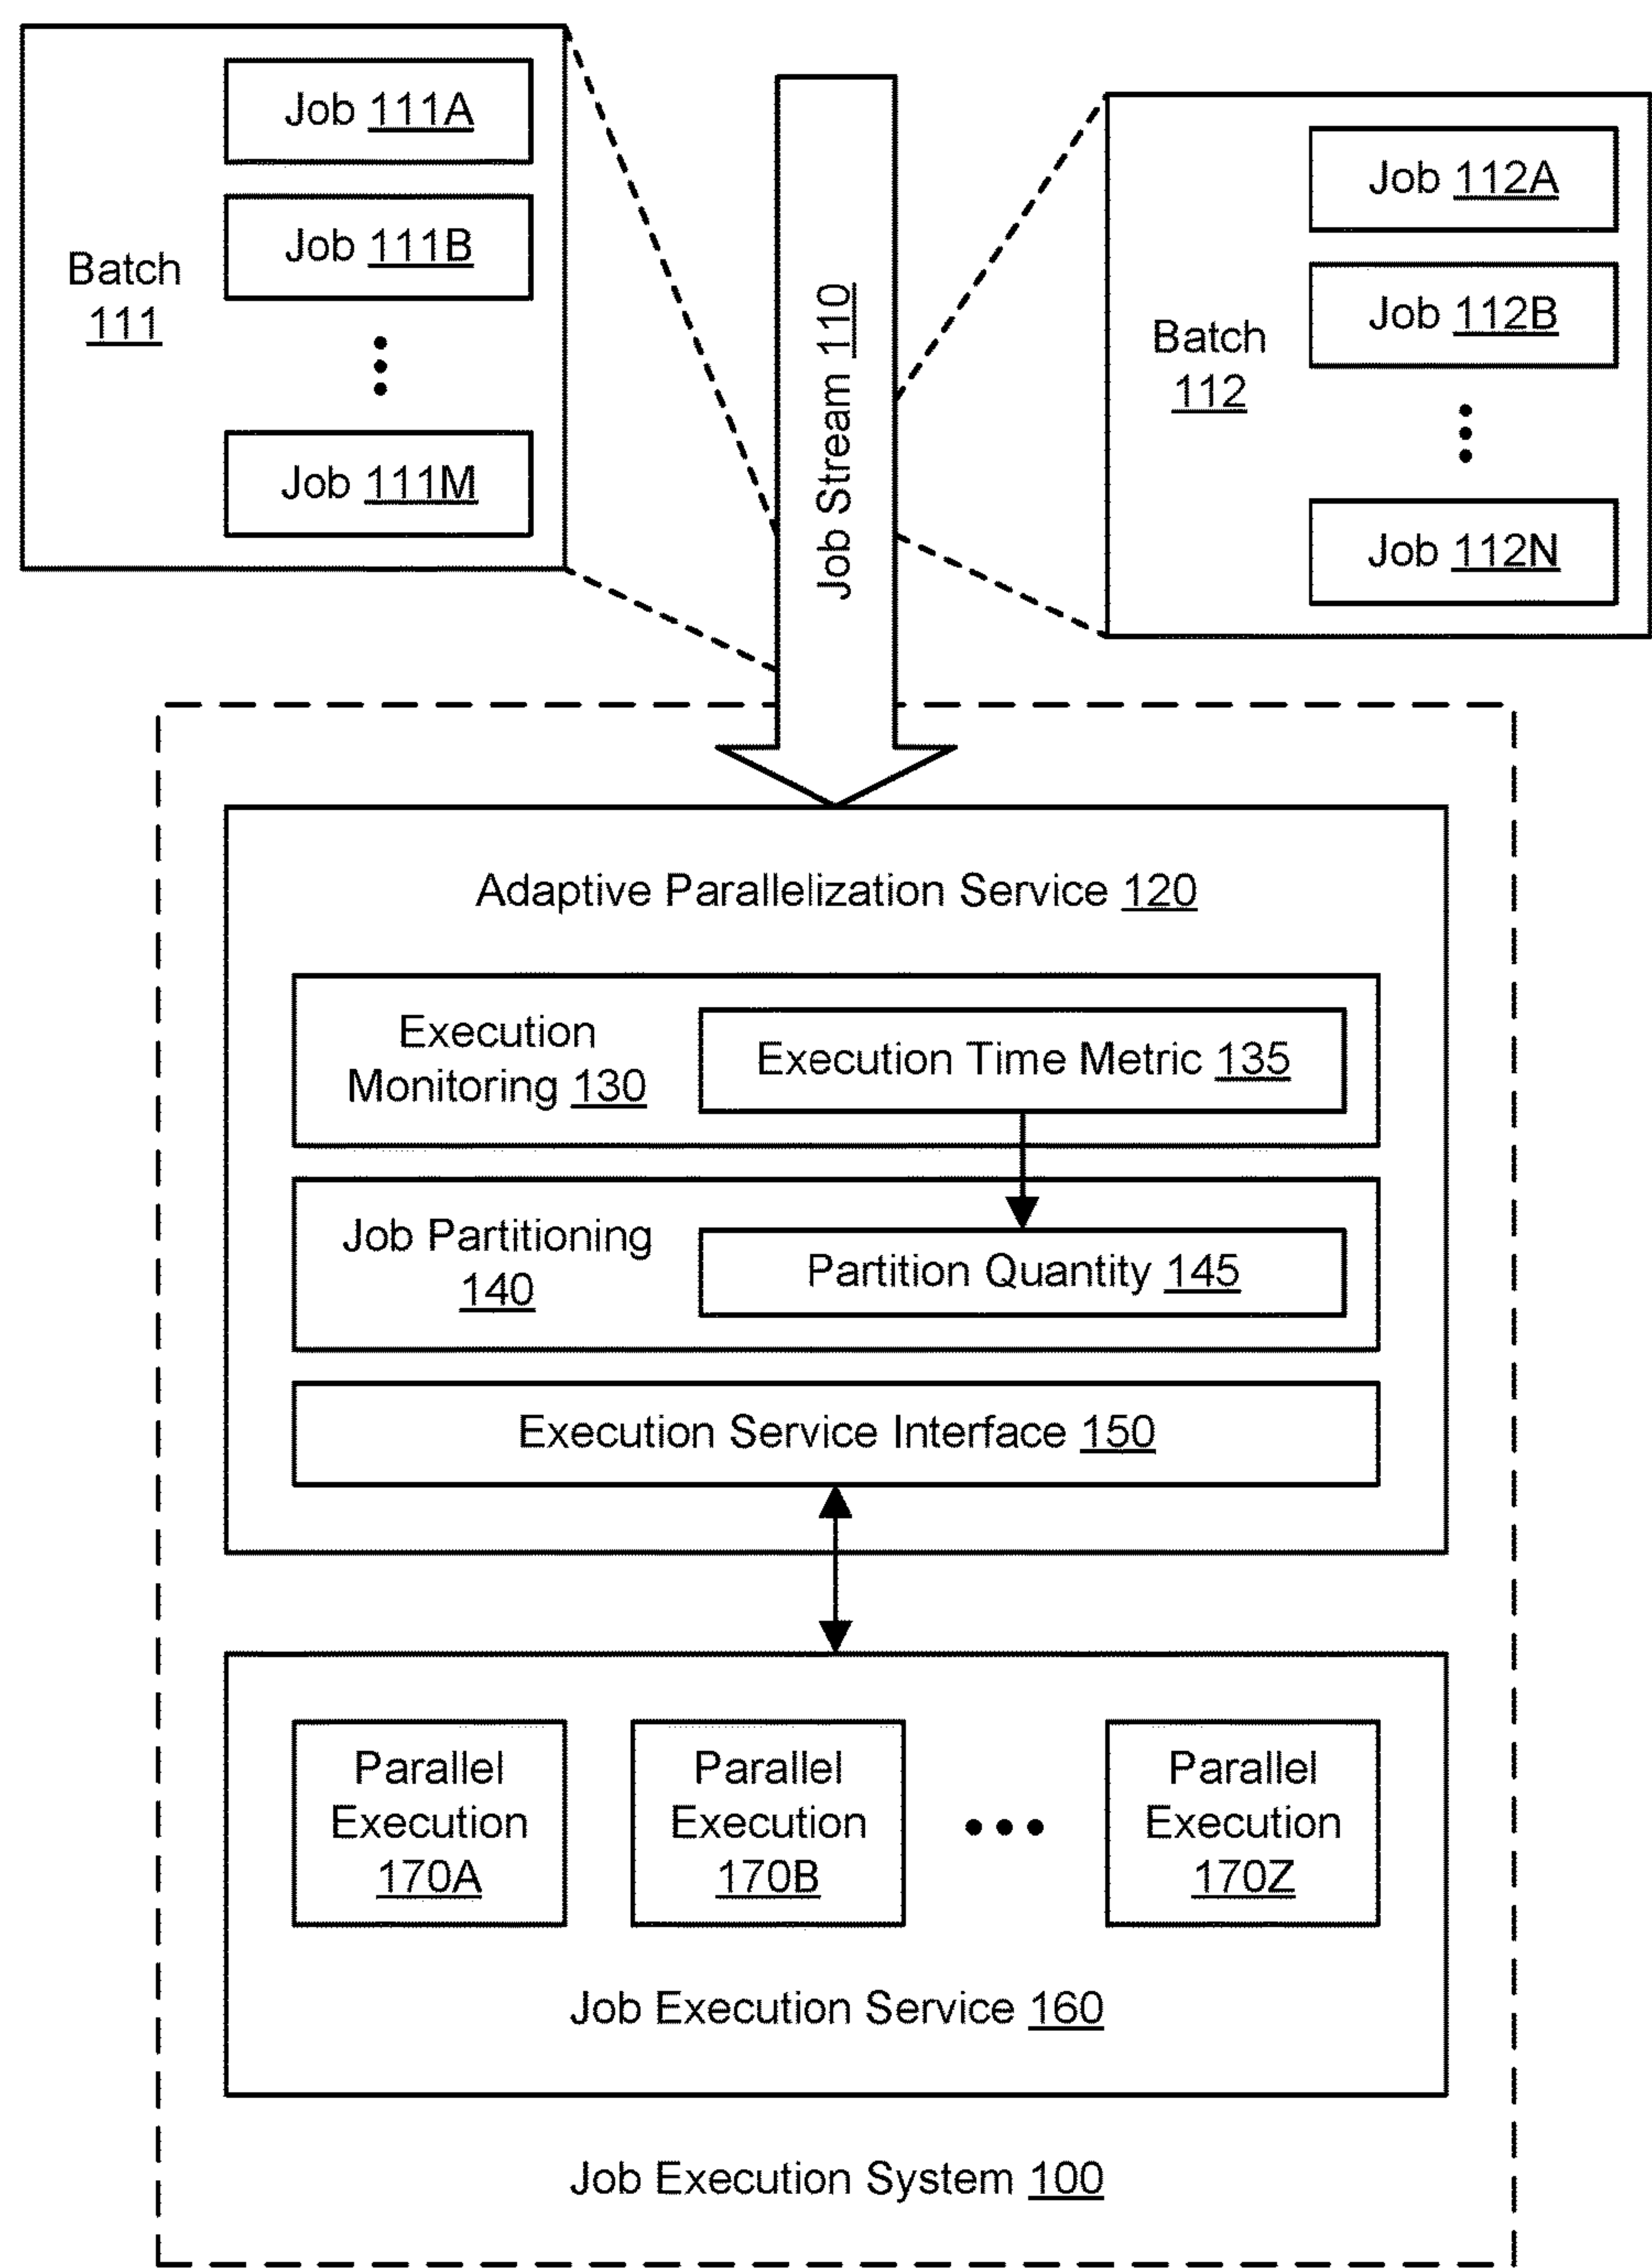 Job 111A
Job 111B
Batch
111
Job 111M
Job Stream 110
Job 112A
Job 112B
Batch
112
Job 112N
Adaptive Parallelization Service 120
Execution
Monitoring 130
Execution Time Metric 135
Job Partitioning
140
Partition Quantity 145
Execution Service Interface 150
Parallel
Execution
170A
Parallel
Execution
170B
Parallel
Execution
170Z
Job Execution Service 160
Job Execution System 100